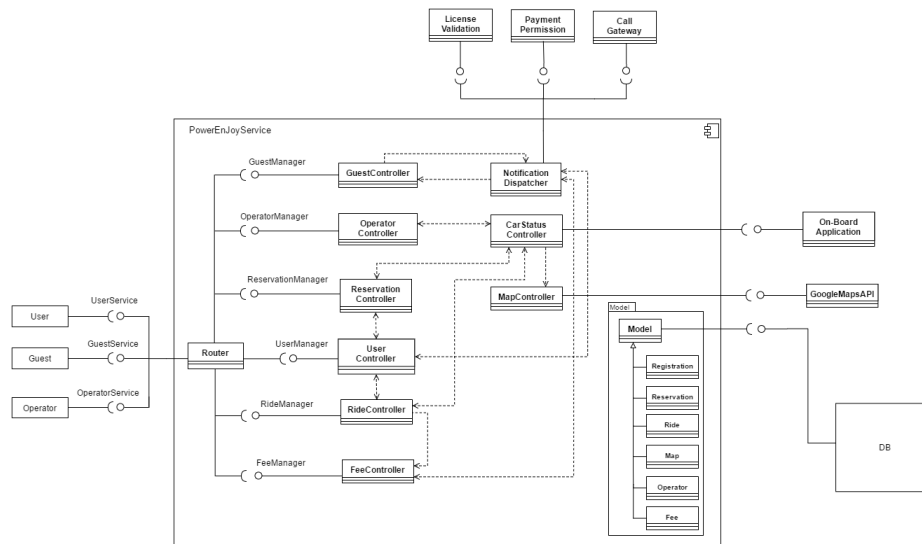 License
Validation
Payment
Permission
Call
Gateway
PowerEnJoyService
GuestManager
GuestController
Notification
Dispatcher
OperatorManager
Operator
Controller
CarStatus
Controller
On-Board
Application
ReservationManager
Reservation
Controller
MapController
GoogleMapsAPI
UserService
User
Model
Model
GuestService
Guest
Router
UserManager
User
Controller
Registration
OperatorService
Operator
RideManager
RideController
Reservation
Ride
Map
DB
FeeManager
FeeController
Operator
Fee